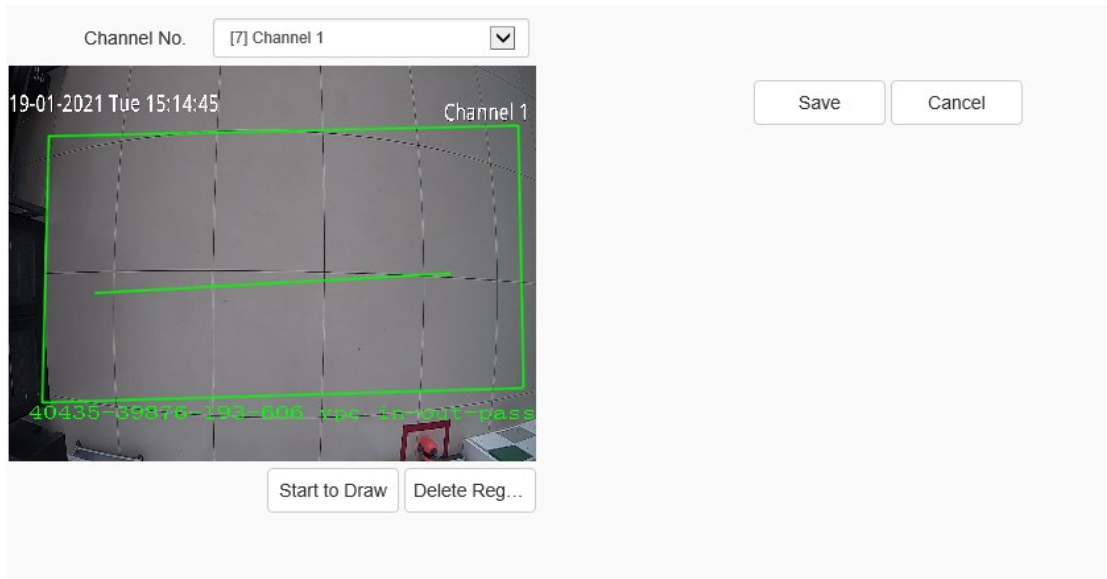 Channel No. [7] Channel 1
Save Cancel
19-01-2021 Tue 15:14:45
Channel 1
40435-39876-193-606 vpc in-out-pass
Start to Draw Delete Reg...